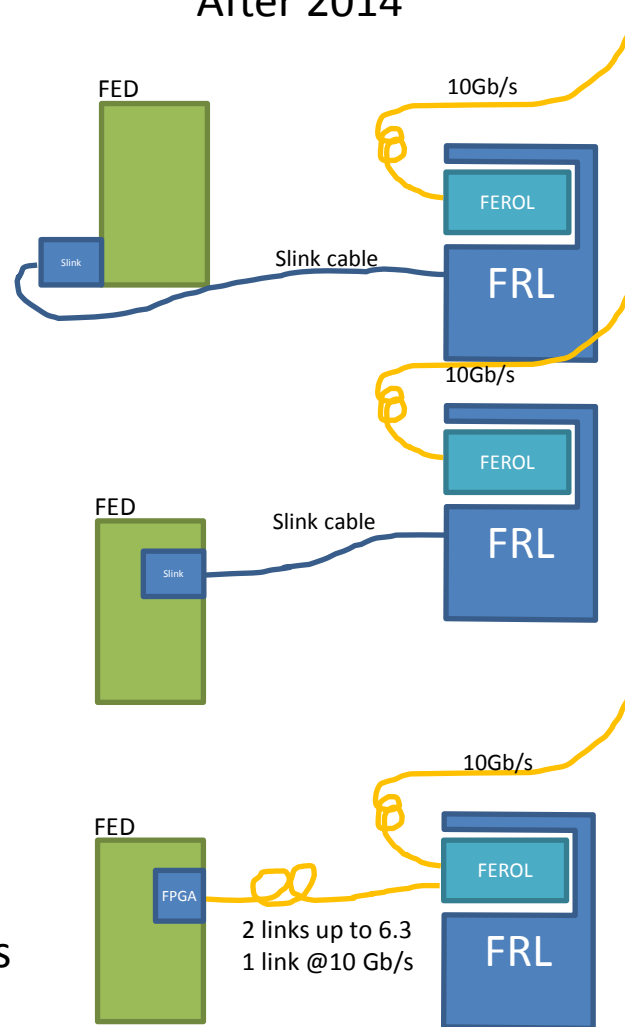 After 2014
FED
10Gb/s
FEROL
Slink
Slink cable
FRL
10Gb/s
FEROL
FED
Slink cable
FRL
Slink
10Gb/s
FED
FEROL
FPGA
2 links up to 6.3
1 link @10 Gb/s
FRL
s